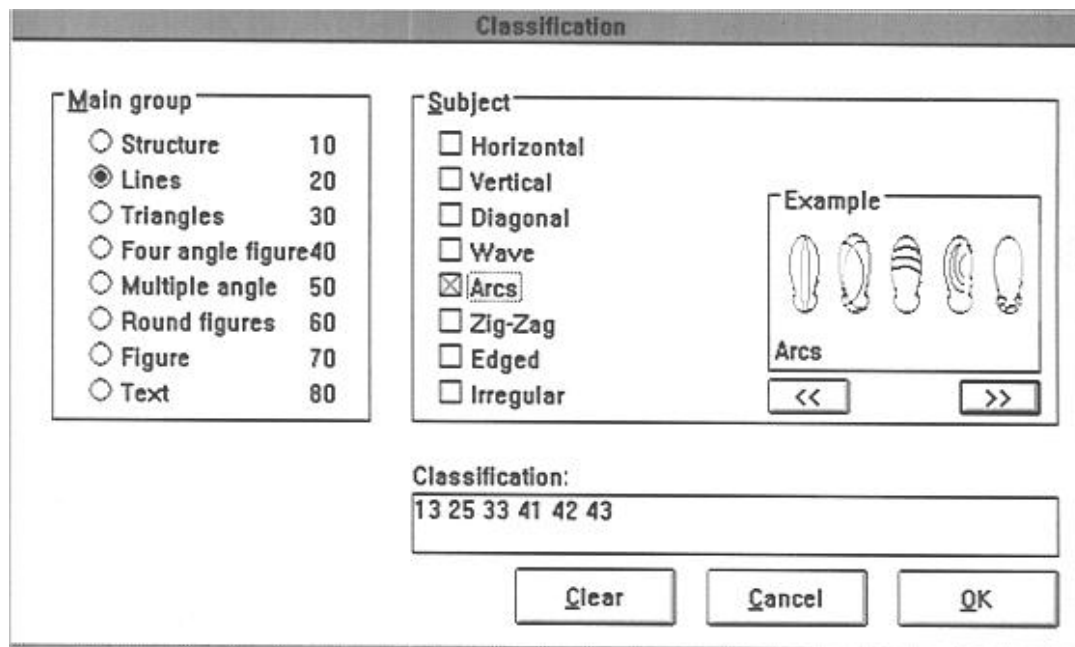 Classification
Main group
Structure 10
Lines 20
Triangles 30
Four angle figure40
Multiple angle 50
Round figures 60
Figure 70
Text 80
Subject
Horizontal
Vertical
Diagonal
Wave
Arcs
Zig-Zag
Edged
Irregular
Example
Arcs
<< >>
Classification:
13 25 33 41 42 43
Clear Cancel OK